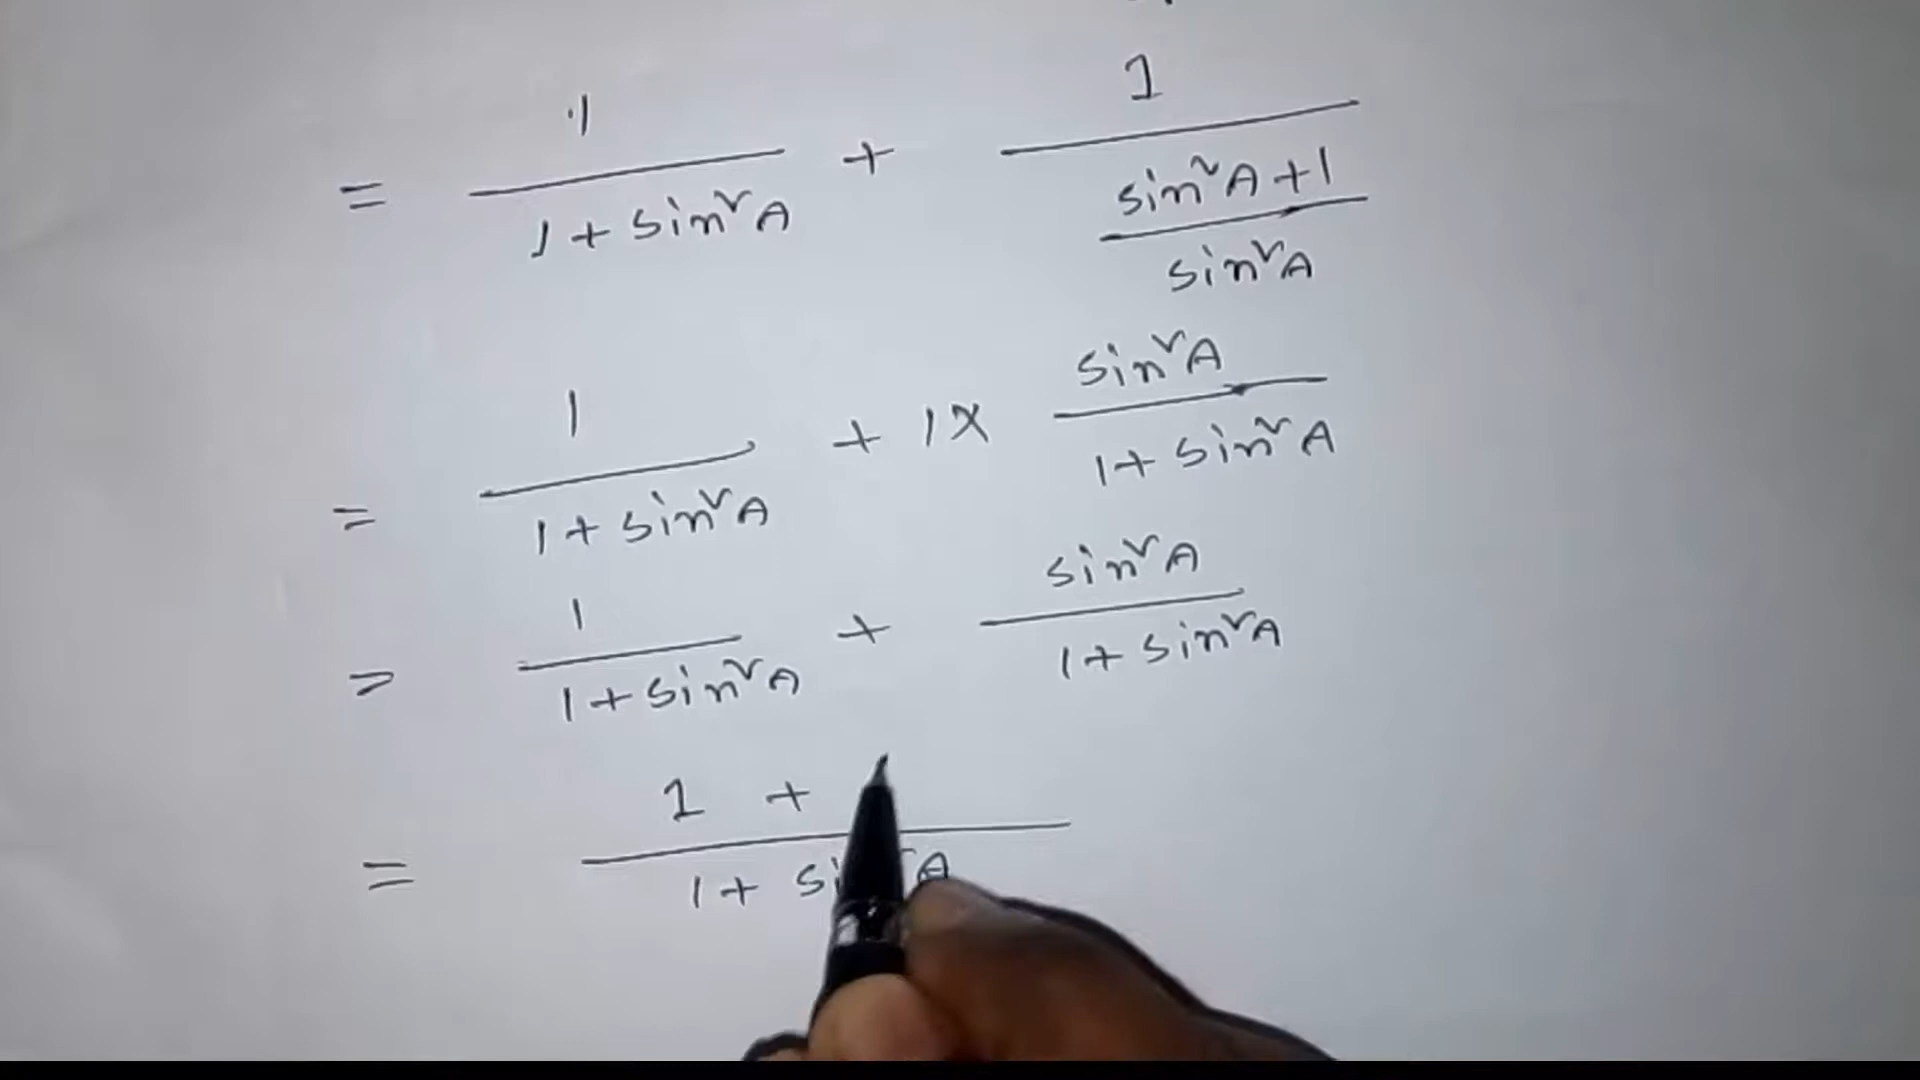 = 1 / (1 + sin²A) + 1 / ((sin²A + 1) / sin²A)
= 1 / (1 + sin²A) + 1 × sin²A / (1 + sin²A)
= 1 / (1 + sin²A) + sin²A / (1 + sin²A)
= 1 + / 1 +